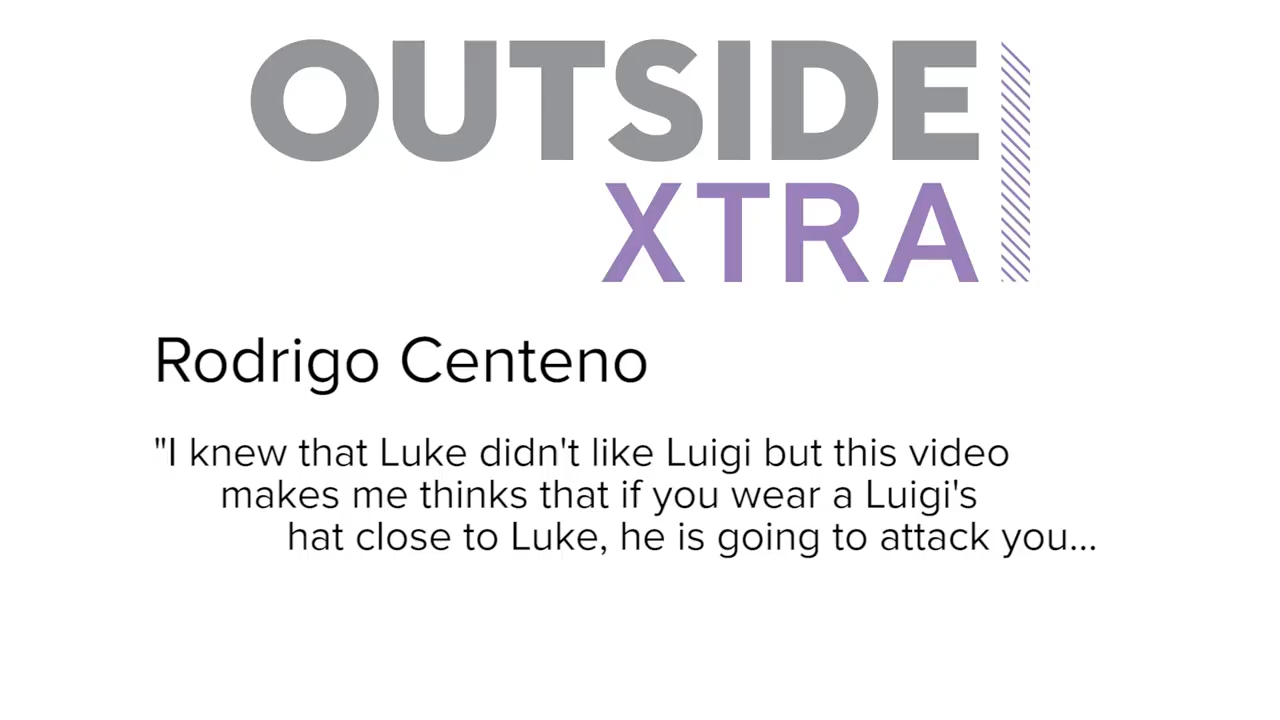 OUTSIDE
XTRA
Rodrigo Centeno
"I knew that Luke didn't like Luigi but this video
makes me thinks that if you wear a Luigi's
hat close to Luke, he is going to attack you...